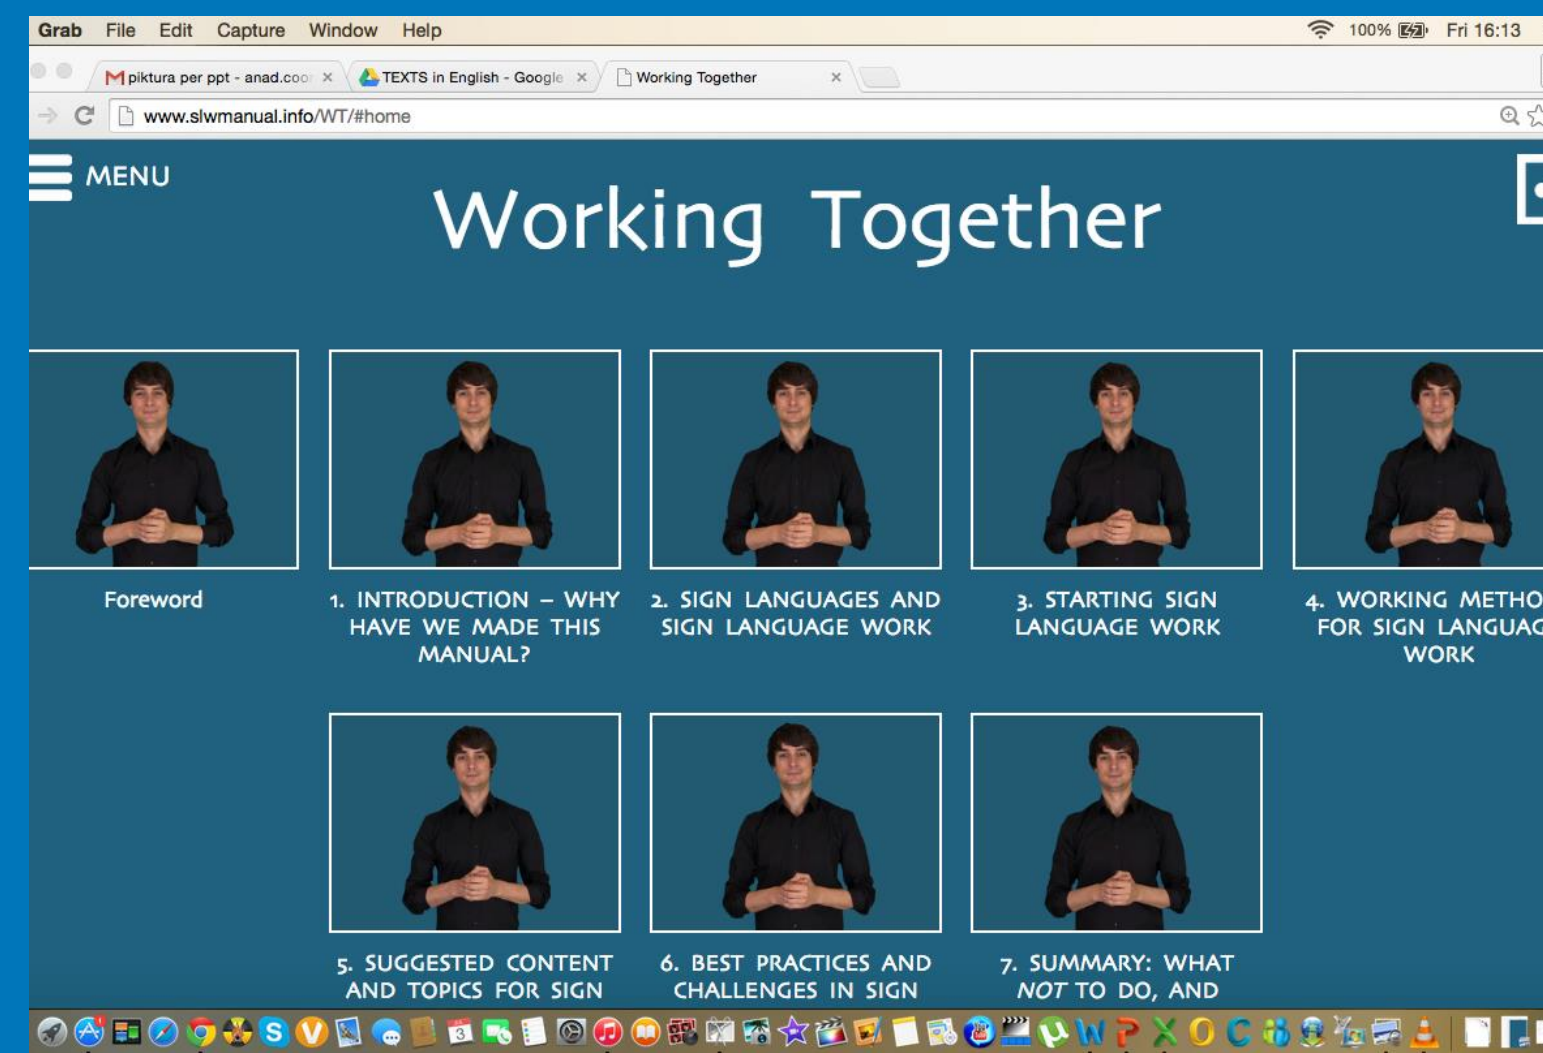 Grab File Edit Capture Window Help 100% Fri 16:13
piktura per ppt - anad.coor TEXTS in English - Google Working Together
www.slwmanual.info/WT/#home
MENU
Working Together
Foreword
1. INTRODUCTION – WHY
HAVE WE MADE THIS
MANUAL?
2. SIGN LANGUAGES AND
SIGN LANGUAGE WORK
3. STARTING SIGN
LANGUAGE WORK
4. WORKING METHO
FOR SIGN LANGUAG
WORK
5. SUGGESTED CONTENT
AND TOPICS FOR SIGN
6. BEST PRACTICES AND
CHALLENGES IN SIGN
7. SUMMARY: WHAT
NOT TO DO, AND